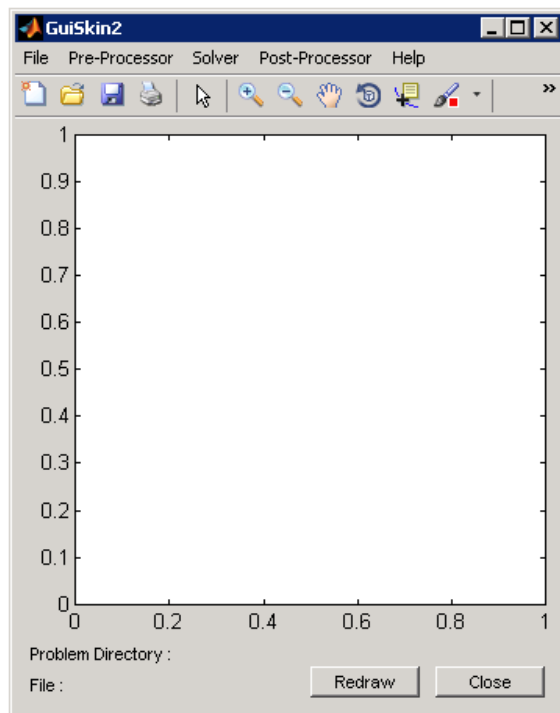 GuiSkin2
File Pre-Processor Solver Post-Processor Help
»
1
0.9
0.8
0.7
0.6
0.5
0.4
0.3
0.2
0.1
0
0 0.2 0.4 0.6 0.8 1
Problem Directory :
File :
Redraw Close